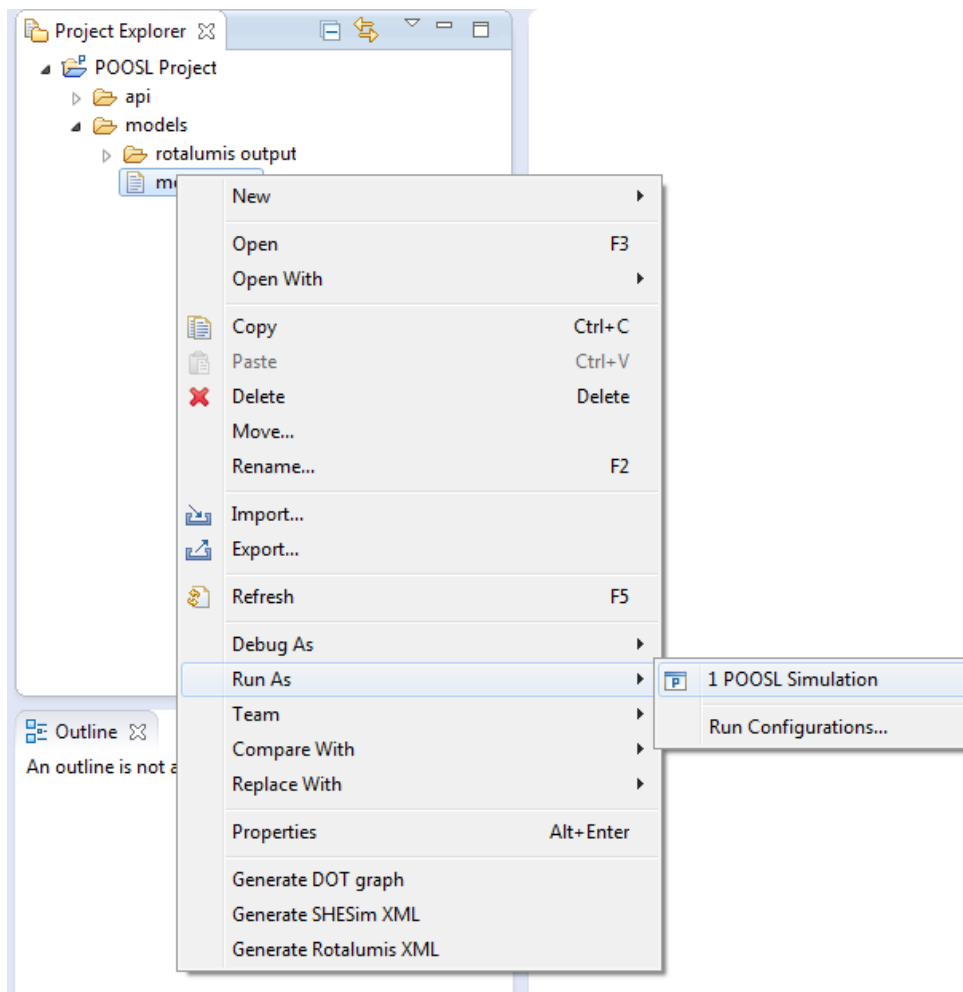 Project Explorer
POOSL Project
api
models
rotalumis output
New
Open F3
Open With
Copy Ctrl+C
Paste Ctrl+V
Delete Delete
Move...
Rename... F2
Import...
Export...
Refresh F5
Debug As
Run As
1 POOSL Simulation
Team
Run Configurations...
Outline
Compare With
An outline is not
Replace With
Properties Alt+Enter
Generate DOT graph
Generate SHESim XML
Generate Rotalumis XML